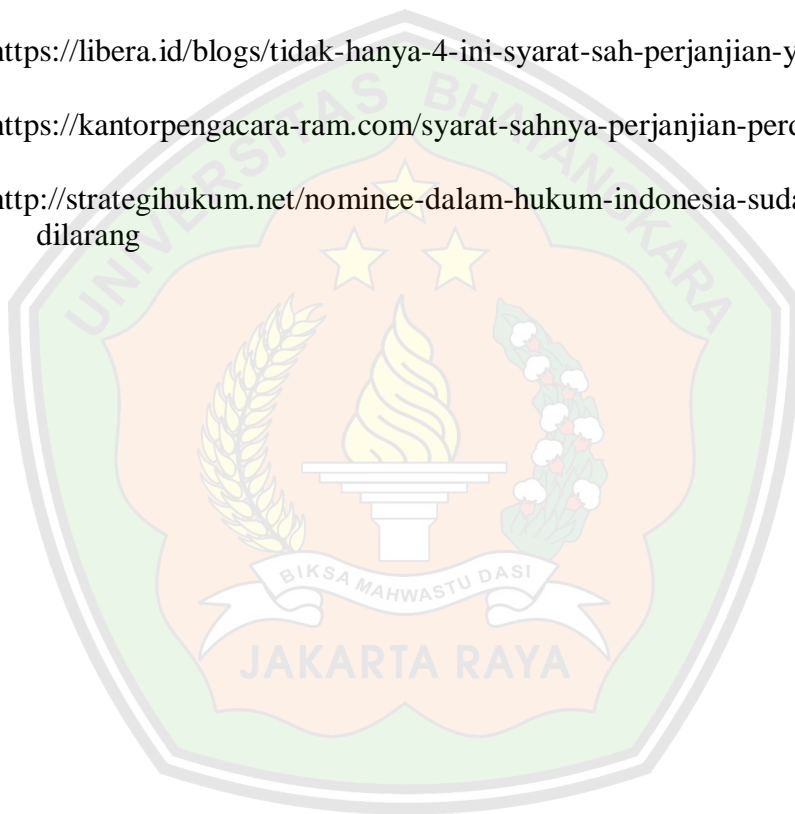 https://libera.id/blogs/tidak-hanya-4-ini-syarat-sah-perjanjian-y
https://kantorpengacara-ram.com/syarat-sahnya-perjanjian-perd
http://strategihukum.net/nominee-dalam-hukum-indonesia-suda
dilarang
UNIVERSITAS BHAYANGKARA
BIKSA MAHWASTU DASI
JAKARTA RAYA